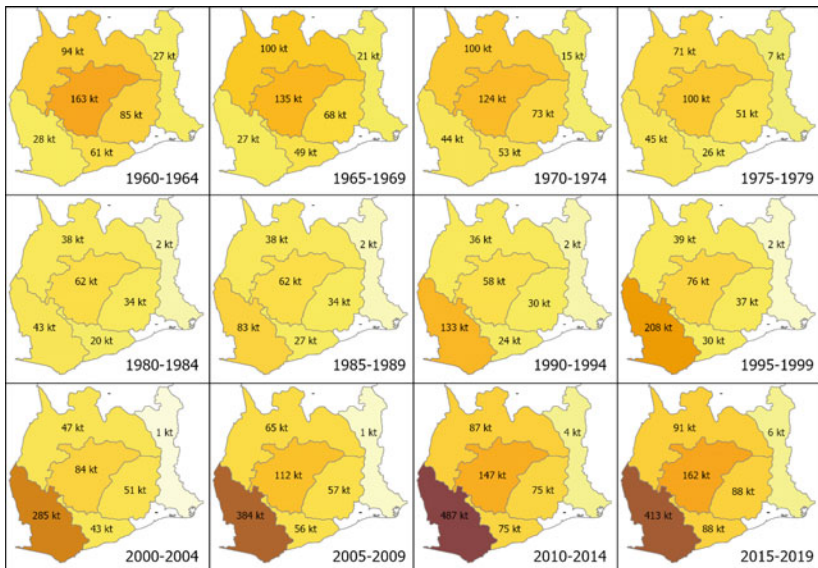 94 kt
27 kt
163 kt
85 kt
28 kt
61 kt
1960-1964
100 kt
21 kt
135 kt
68 kt
27 kt
49 kt
1965-1969
100 kt
15 kt
124 kt
73 kt
44 kt
53 kt
1970-1974
71 kt
7 kt
100 kt
51 kt
45 kt
26 kt
1975-1979
38 kt
2 kt
62 kt
34 kt
43 kt
20 kt
1980-1984
38 kt
2 kt
62 kt
34 kt
83 kt
27 kt
1985-1989
36 kt
2 kt
58 kt
30 kt
133 kt
24 kt
1990-1994
39 kt
2 kt
76 kt
37 kt
208 kt
30 kt
1995-1999
47 kt
1 kt
84 kt
51 kt
285 kt
43 kt
2000-2004
65 kt
1 kt
112 kt
57 kt
384 kt
56 kt
2005-2009
87 kt
4 kt
147 kt
75 kt
487 kt
75 kt
2010-2014
91 kt
6 kt
162 kt
88 kt
413 kt
88 kt
2015-2019